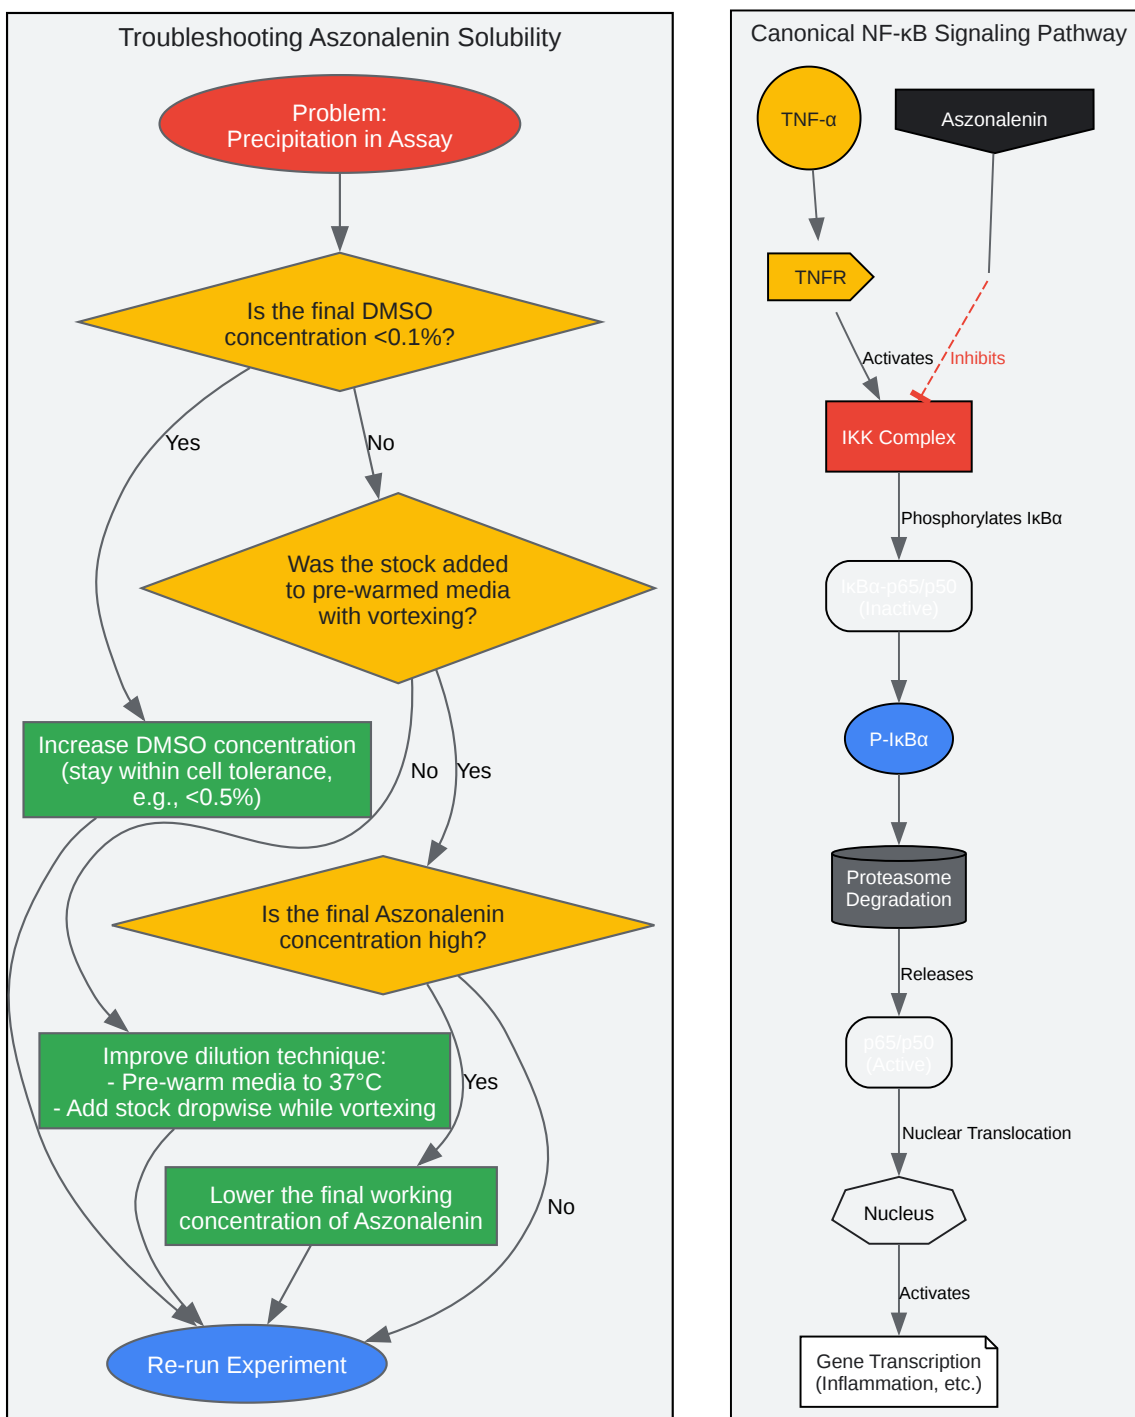 Troubleshooting Aszonalenin Solubility
Problem:
Precipitation in Assay
Is the final DMSO
concentration <0.1%?
Yes
No
Was the stock added
to pre-warmed media
with vortexing?
Increase DMSO concentration
(stay within cell tolerance,
e.g., <0.5%)
No
Yes
Is the final Aszonalenin
concentration high?
Improve dilution technique:
- Pre-warm media to 37°C
- Add stock dropwise while vortexing
Yes
Lower the final working
concentration of Aszonalenin
No
Re-run Experiment
Canonical NF-κB Signaling Pathway
TNF-α
Aszonalenin
TNFR
Activates
Inhibits
IKK Complex
Phosphorylates IκBα
IκBα-p65/p50
(Inactive)
P-IκBα
Proteasome
Degradation
Releases
p65/p50
(Active)
Nuclear Translocation
Nucleus
Activates
Gene Transcription
(Inflammation, etc.)